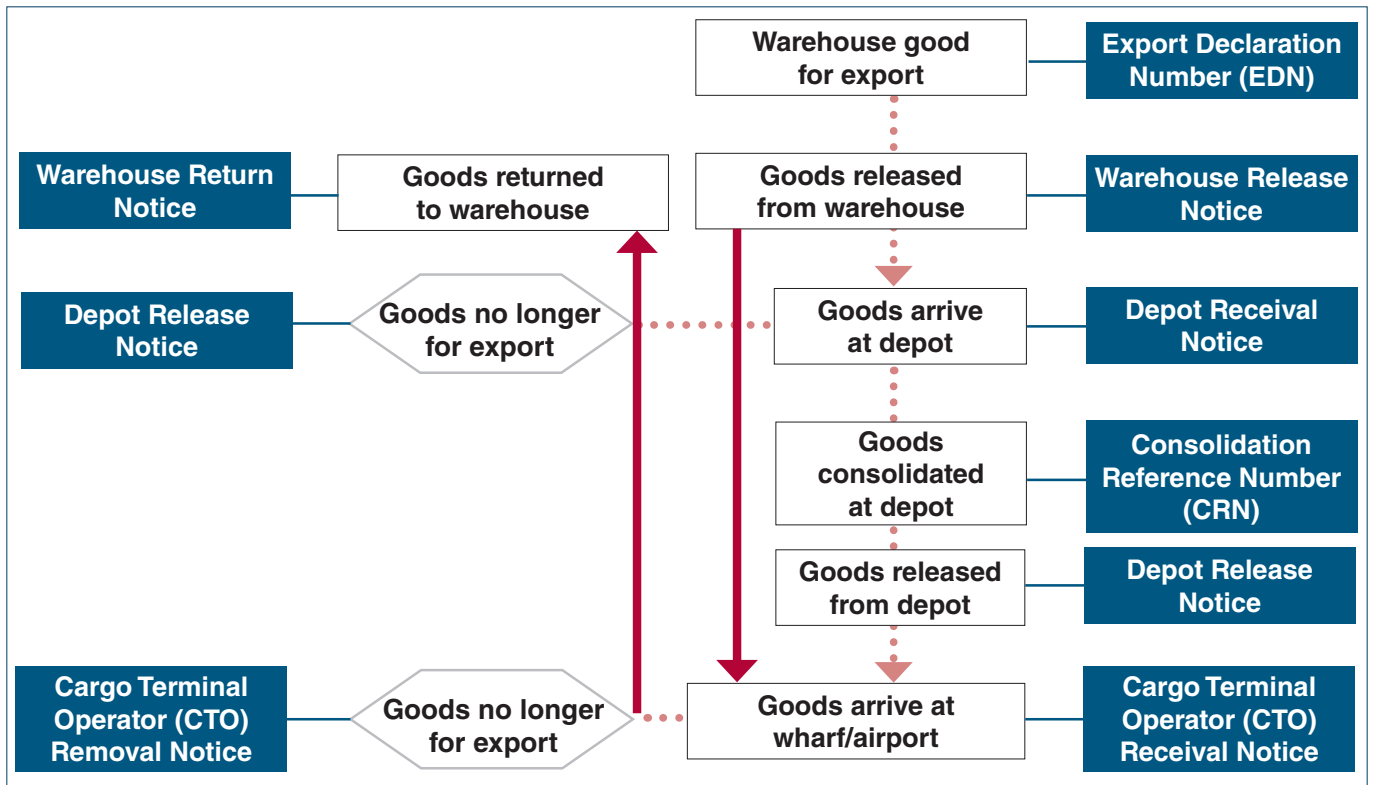 Warehouse good
for export
Export Declaration
Number (EDN)
Warehouse Return
Notice
Goods returned
to warehouse
Goods released
from warehouse
Warehouse Release
Notice
Depot Release
Notice
Goods no longer
for export
Goods arrive
at depot
Depot Receival
Notice
Goods
consolidated
at depot
Consolidation
Reference Number
(CRN)
Goods released
from depot
Depot Release
Notice
Cargo Terminal
Operator (CTO)
Removal Notice
Goods no longer
for export
Goods arrive at
wharf/airport
Cargo Terminal
Operator (CTO)
Receival Notice